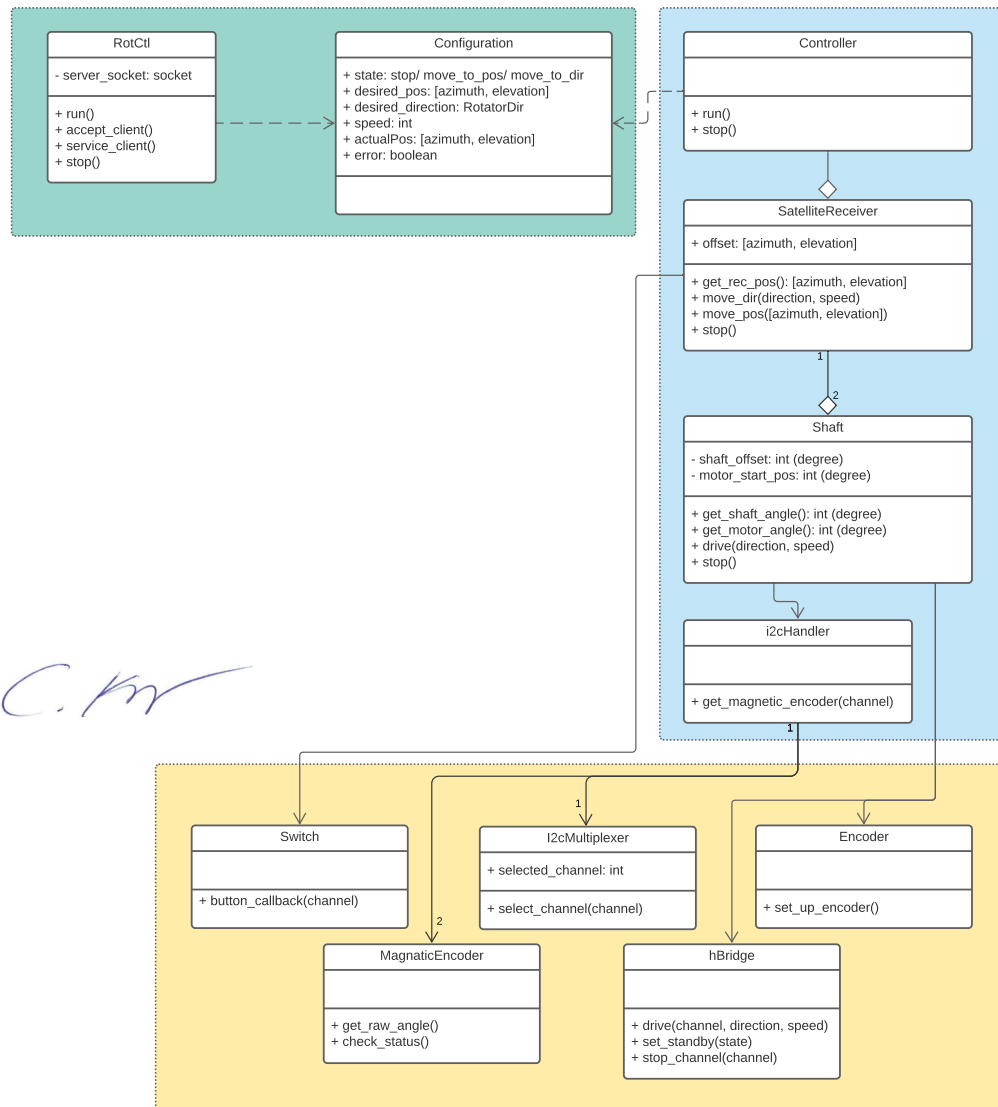 RotCtl
- server_socket: socket
+ run()
+ accept_client()
+ service_client()
+ stop()
Configuration
+ state: stop/ move_to_pos/ move_to_dir
+ desired_pos: [azimuth, elevation]
+ desired_direction: RotatorDir
+ speed: int
+ actualPos: [azimuth, elevation]
+ error: boolean
Controller
+ run()
+ stop()
SatelliteReceiver
+ offset: [azimuth, elevation]
+ get_rec_pos(): [azimuth, elevation]
+ move_dir(direction, speed)
+ move_pos([azimuth, elevation])
+ stop()
1
2
Shaft
- shaft_offset: int (degree)
- motor_start_pos: int (degree)
+ get_shaft_angle(): int (degree)
+ get_motor_angle(): int (degree)
+ drive(direction, speed)
+ stop()
i2cHandler
+ get_magnetic_encoder(channel)
1
1
2
Switch
+ button_callback(channel)
I2cMultiplexer
+ selected_channel: int
+ select_channel(channel)
Encoder
+ set_up_encoder()
MagnaticEncoder
+ get_raw_angle()
+ check_status()
hBridge
+ drive(channel, direction, speed)
+ set_standby(state)
+ stop_channel(channel)